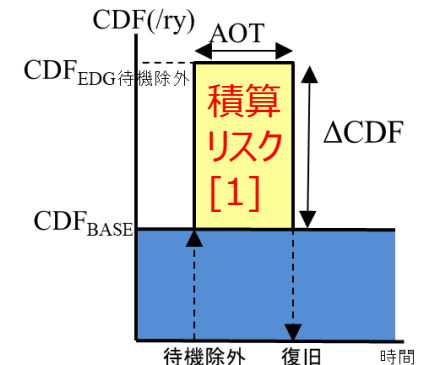 CDF(/ry)
AOT
CDFEDG待機除外
積算
リスク
[1]
ΔCDF
CDFBASE
待機除外
復旧
時間